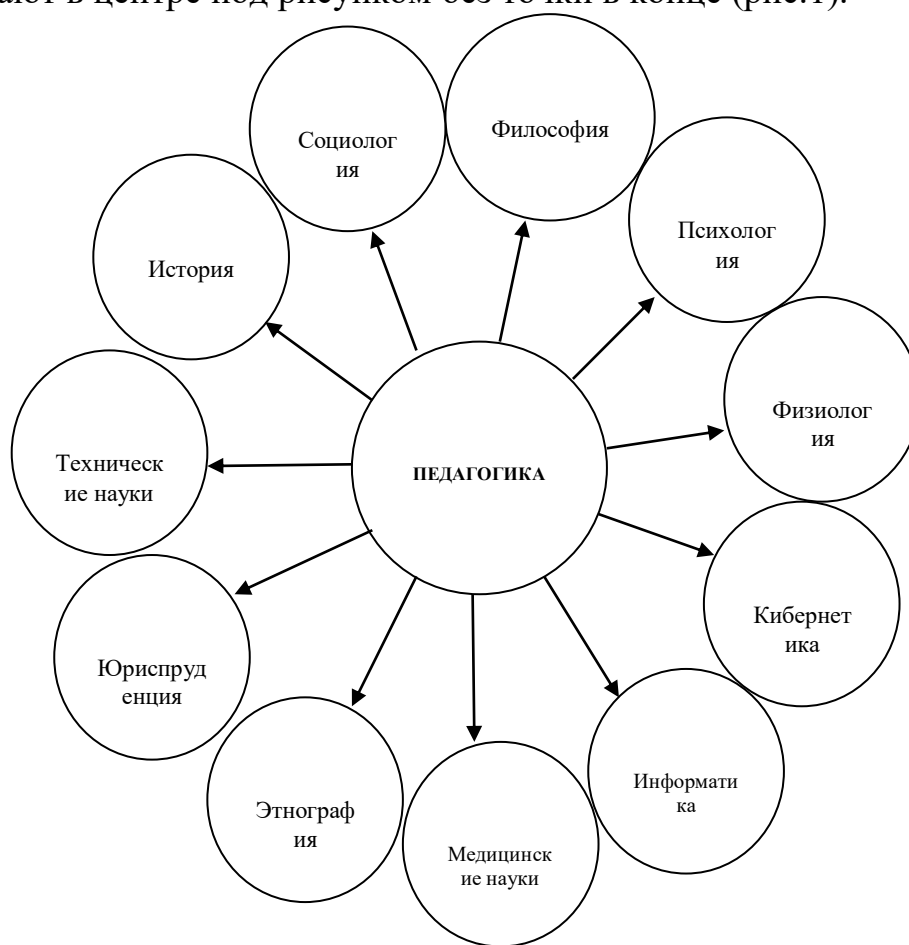 ают в центре под рисунком без точки в конце (рис.1).
Социолог
ия
Философия
Психолог
ия
История
Физиолог
ия
Техническ
ие науки
ПЕДАГОГИКА
Кибернет
ика
Юриспруд
енция
Информати
ка
Этнограф
ия
Медицинск
ие науки